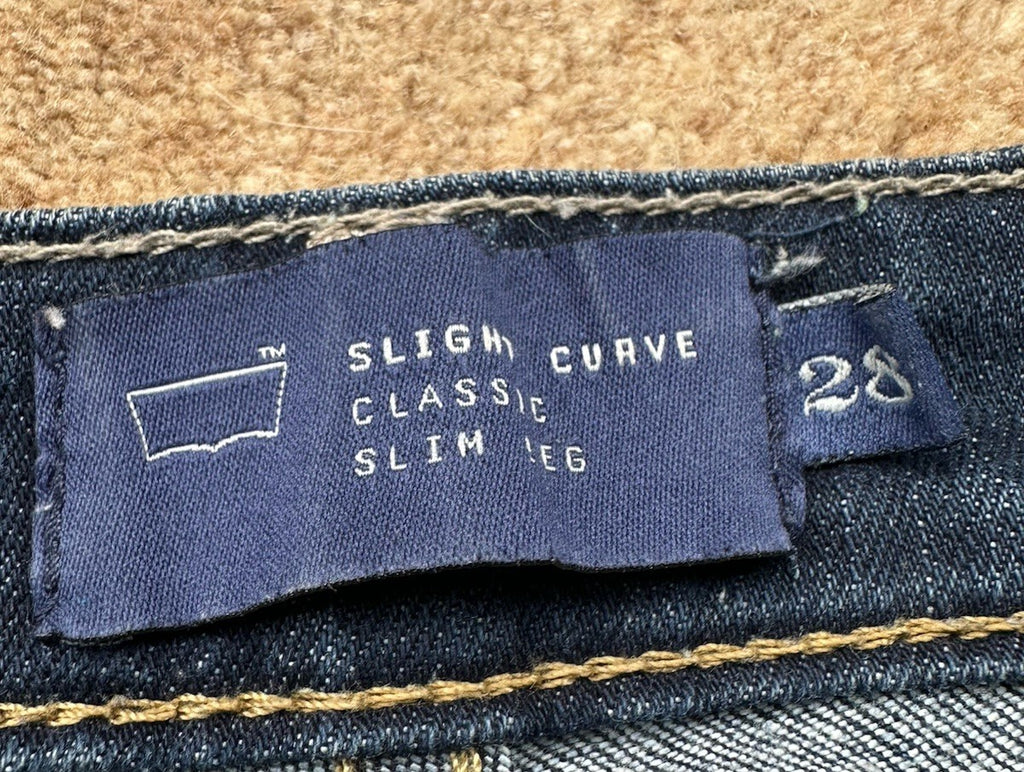 ™
SLIGHT CURVE
CLASSIC
SLIM LEG
28